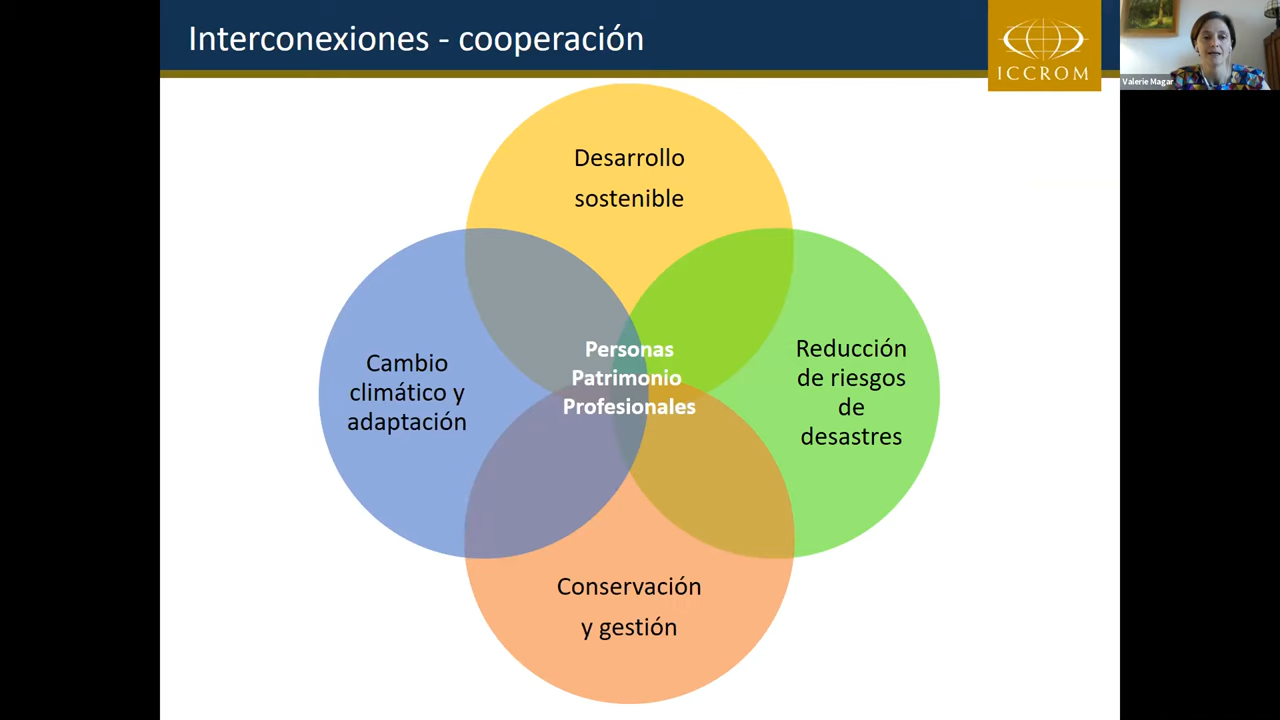 Interconexiones - cooperación
ICCROM
Valerie Magar
Desarrollo
sostenible
Cambio
climático y
adaptación
Personas
Patrimonio
Profesionales
Reducción
de riesgos
de
desastres
Conservación
y gestión